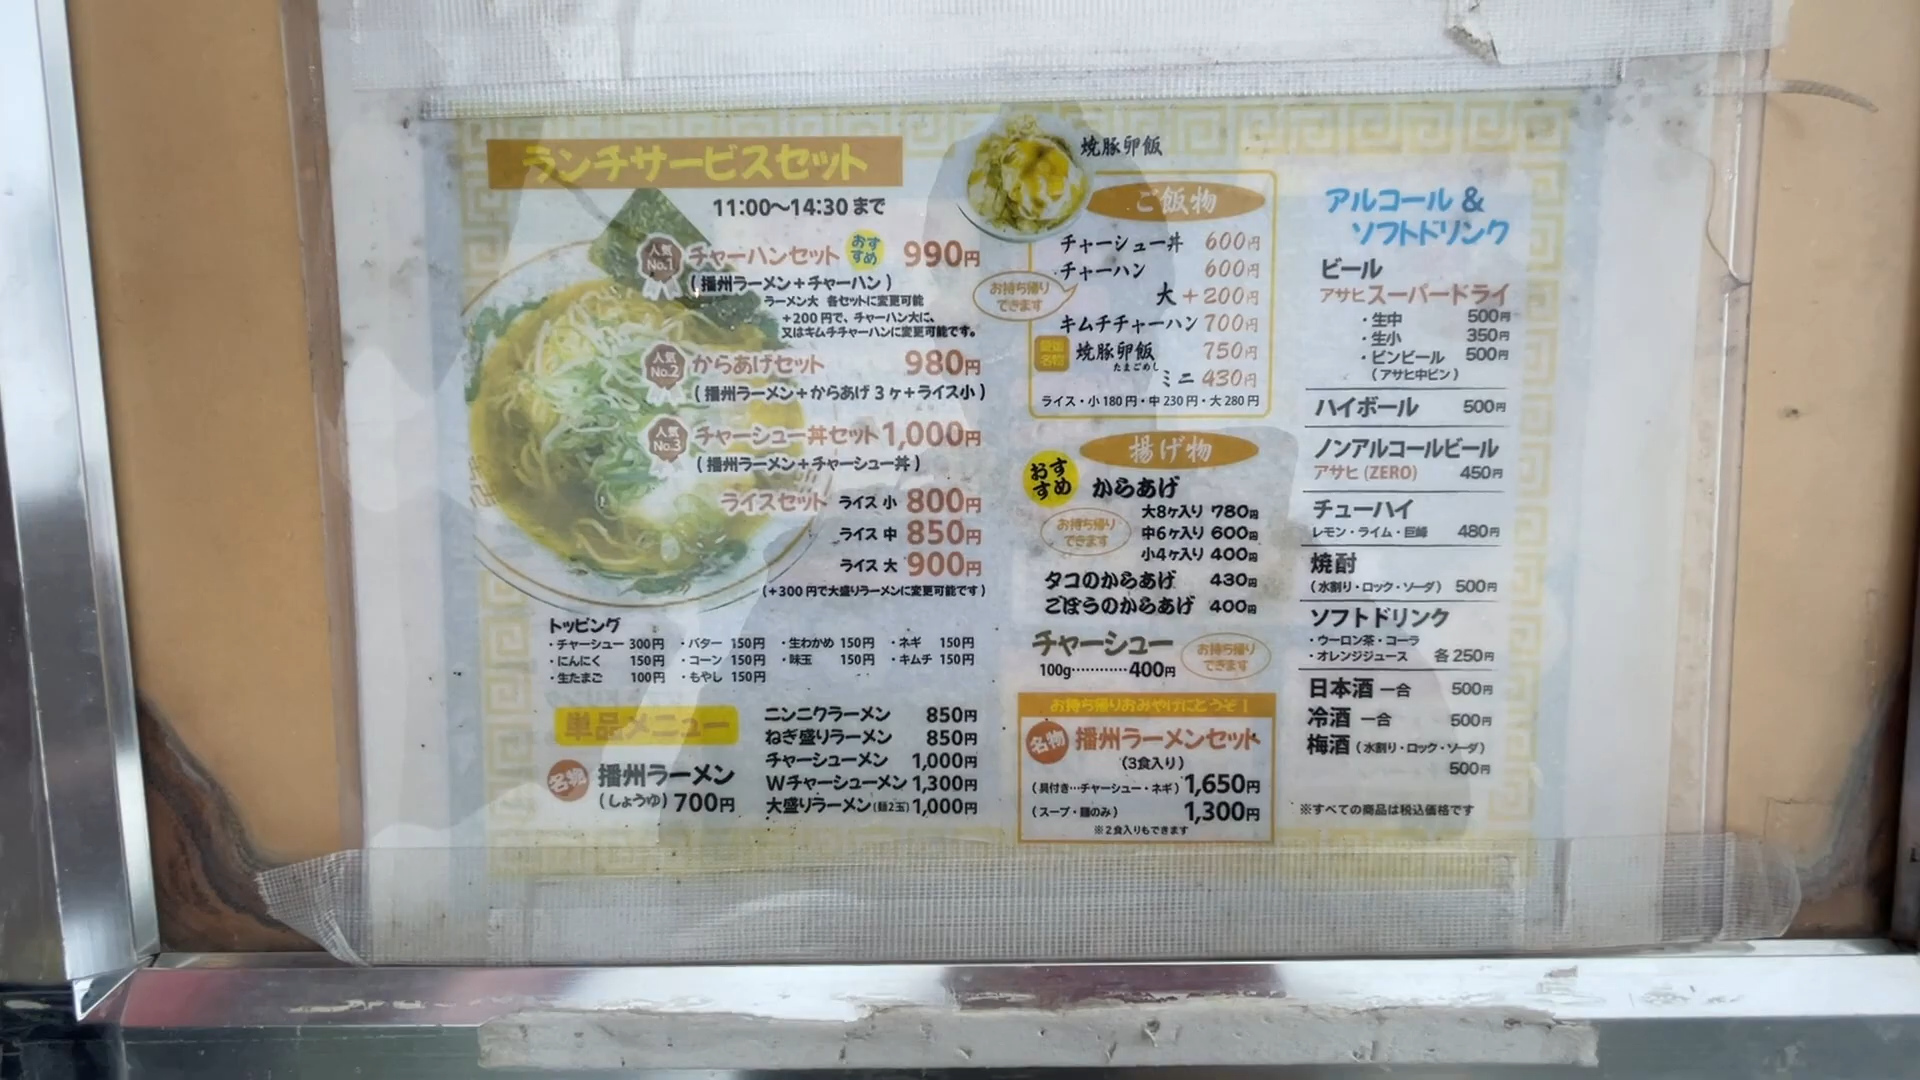 ランチサービスセット
11:00〜14:30 まで
人気No.1 チャーハンセット おすすめ 990円
(播州ラーメン+チャーハン)
ラーメン大 各セットに変更可能
+200円で、チャーハン大に、
又はキムチチャーハンに変更可能です。
人気No.2 からあげセット 980円
(播州ラーメン+からあげ3ヶ+ライス小)
人気No.3 チャーシュー丼セット 1,000円
(播州ラーメン+チャーシュー丼)
ライスセット ライス 小 800円
ライス 中 850円
ライス 大 900円
(+300円で大盛りラーメンに変更可能です)
トッピング
・チャーシュー 300円 ・バター 150円 ・生わかめ 150円 ・ネギ 150円
・にんにく 150円 ・コーン 150円 ・味玉 150円 ・キムチ 150円
・生たまご 100円 ・もやし 150円
単品メニュー
名物 播州ラーメン
(しょうゆ) 700円
ニンニクラーメン 850円
ねぎ盛りラーメン 850円
チャーシューメン 1,000円
Wチャーシューメン 1,300円
大盛りラーメン(麺2玉) 1,000円
焼豚卵飯
ご飯物
チャーシュー丼 600円
チャーハン 600円
お持ち帰りできます
大 +200円
キムチチャーハン 700円
愛媛名物 焼豚卵飯 750円
たまごめし
ミニ 430円
ライス・小180円・中230円・大280円
揚げ物
おすすめ からあげ
お持ち帰りできます
大8ヶ入り 780円
中6ヶ入り 600円
小4ヶ入り 400円
タコのからあげ 430円
ごぼうのからあげ 400円
チャーシュー お持ち帰りできます
100g…………400円
お持ち帰りおみやげにどうぞ!
名物 播州ラーメンセット
(3食入り)
(具付き…チャーシュー・ネギ) 1,650円
(スープ・麺のみ) 1,300円
※2食入りもできます
アルコール &
ソフトドリンク
ビール
アサヒスーパードライ
・生中 500円
・生小 350円
・ビンビール 500円
(アサヒ中ビン)
ハイボール 500円
ノンアルコールビール
アサヒ (ZERO) 450円
チューハイ
レモン・ライム・巨峰 480円
焼酎
(水割り・ロック・ソーダ) 500円
ソフトドリンク
・ウーロン茶・コーラ
・オレンジジュース 各250円
日本酒 一合 500円
冷酒 一合 500円
梅酒 (水割り・ロック・ソーダ)
500円
※すべての商品は税込価格です